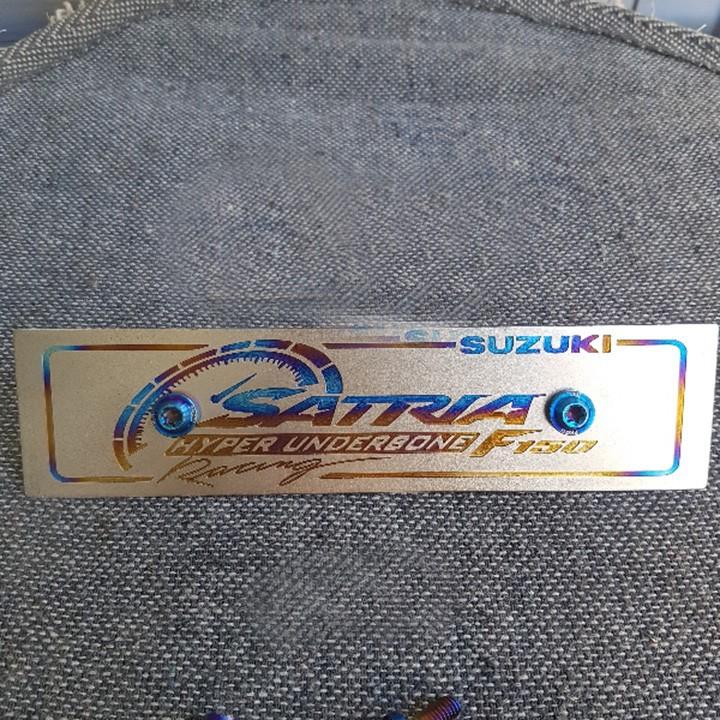 SUZUKI
SATRIA
HYPER UNDERBONE F150
Racing